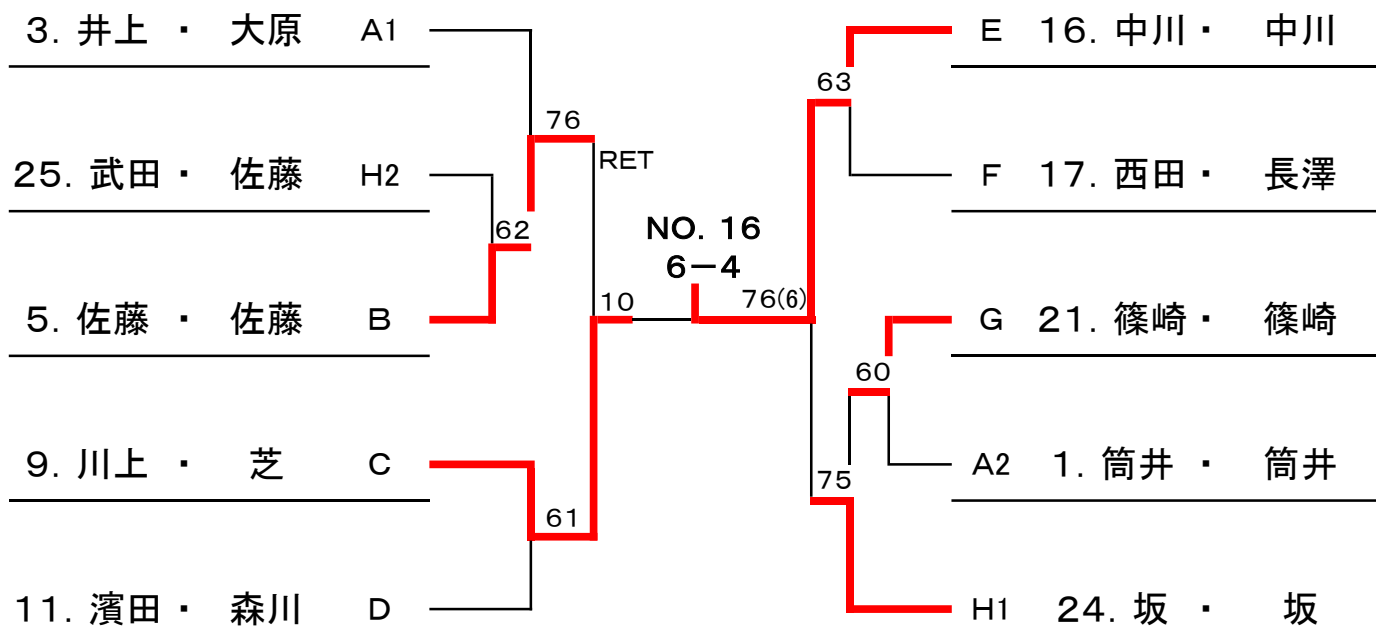 3. 井上 ・ 大原 A1
76
RET
25. 武田・ 佐藤 H2
62
5. 佐藤 ・ 佐藤 B
10
9. 川上 ・ 芝 C
61
11. 濱田・ 森川 D
NO. 16
6－4
76(6)
E 16. 中川・ 中川
63
F 17. 西田・ 長澤
G 21. 篠崎・ 篠崎
60
A2 1. 筒井 ・ 筒井
75
H1 24. 坂 ・ 坂